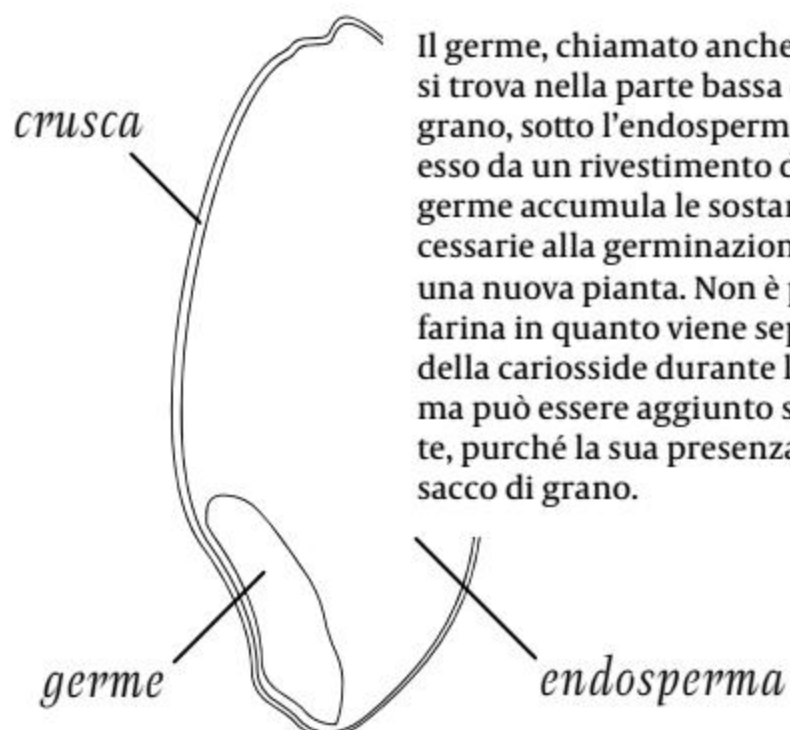 Il germe, chiamato anche
si trova nella parte bassa
crusca
grano, sotto l'endosperm
esso da un rivestimento d
germe accumula le sostan
cessarie alla germinazion
una nuova pianta. Non è p
farina in quanto viene sep
della cariosside durante l
ma può essere aggiunto s
te, purché la sua presenza
sacco di grano.
germe
endosperma